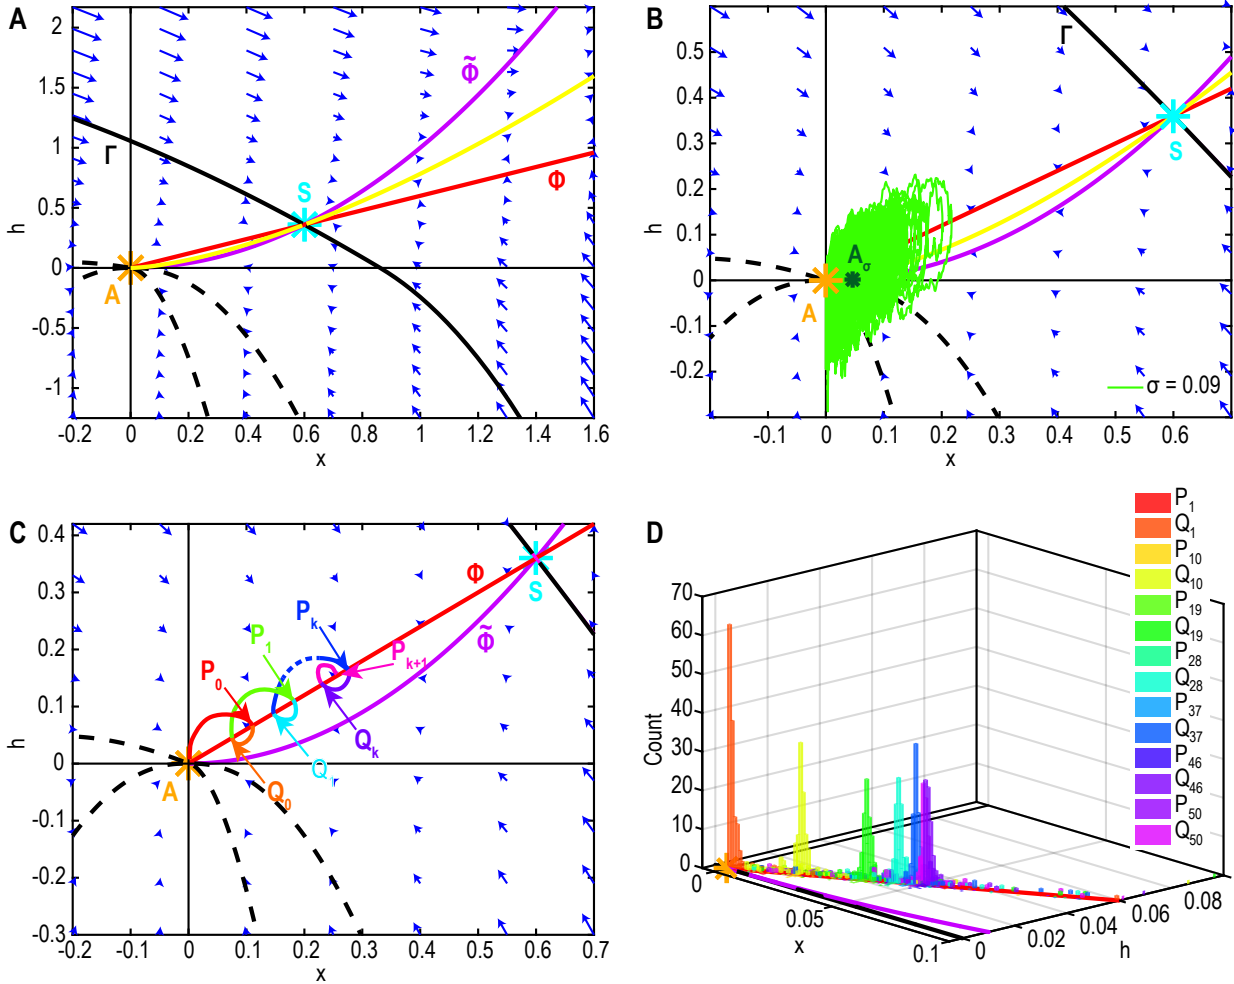 A
2
1.5
1
0.5
0
-0.5
-1
h
-0.2 0 0.2 0.4 0.6 0.8 1 1.2 1.4 1.6
x
Γ
S
A
Φ̃
Φ
B
0.5
0.4
0.3
0.2
0.1
0
-0.1
-0.2
h
-0.1 0 0.1 0.2 0.3 0.4 0.5 0.6
x
Γ
S
Aσ
A
σ = 0.09
C
0.4
0.3
0.2
0.1
0
-0.1
-0.2
-0.3
h
-0.2 -0.1 0 0.1 0.2 0.3 0.4 0.5 0.6 0.7
x
Φ
S
Φ̃
Pk
P1
Pk+1
P0
Qk
Q
Q0
A
D
70
60
50
40
30
20
10
0
Count
0 0.05 0.1
x
0 0.02 0.04 0.06 0.08
h
P1
Q1
P10
Q10
P19
Q19
P28
Q28
P37
Q37
P46
Q46
P50
Q50